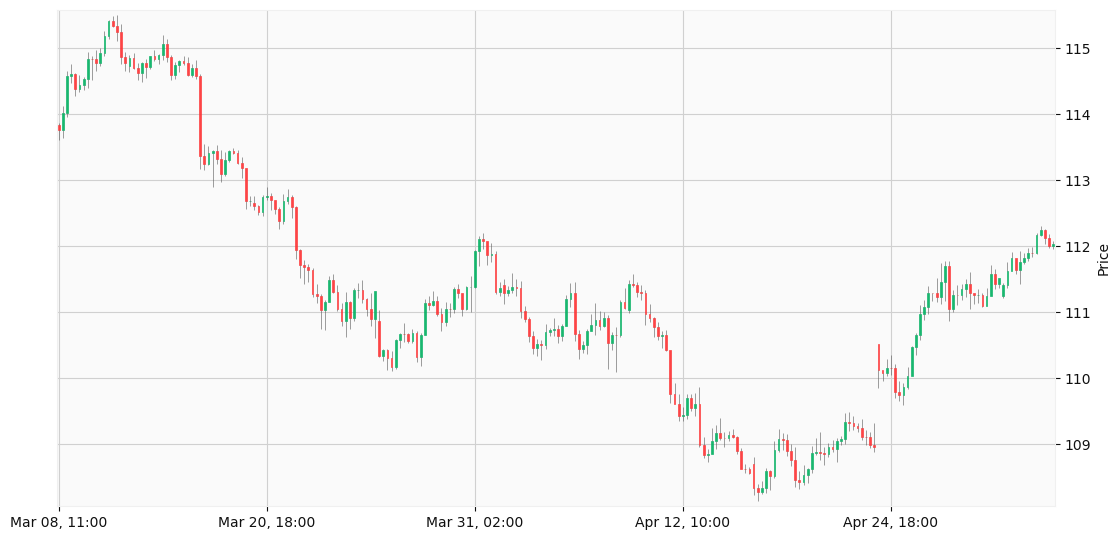 115
114
113
112
111
110
109
Price
Mar 08, 11:00
Mar 20, 18:00
Mar 31, 02:00
Apr 12, 10:00
Apr 24, 18:00